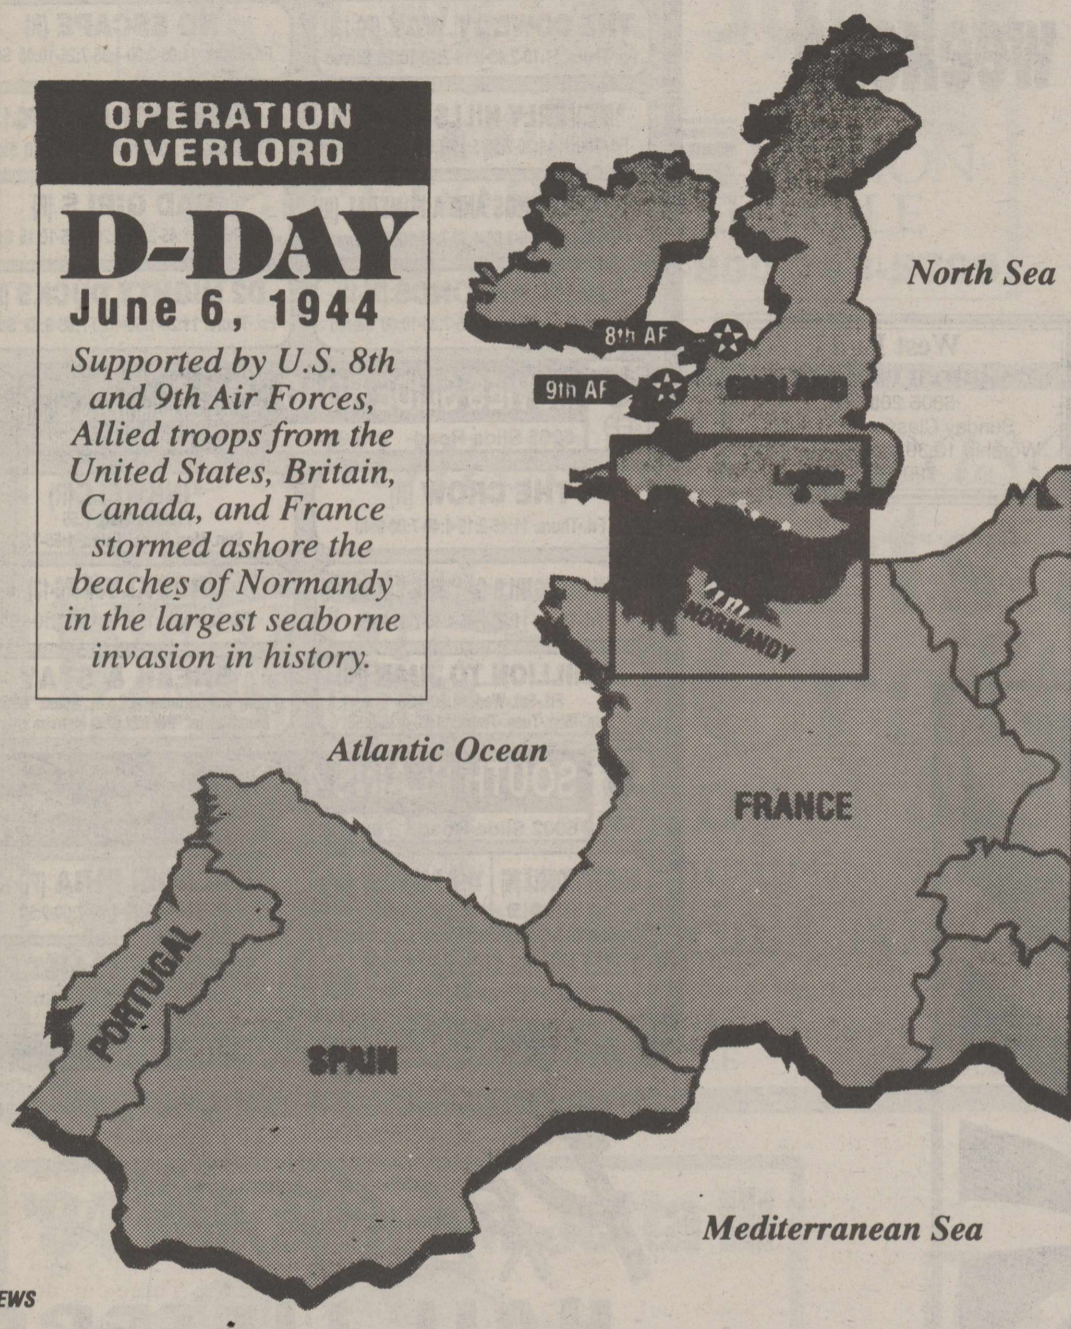 OPERATION
OVERLORD
D-DAY
June 6, 1944
Supported by U.S. 8th
and 9th Air Forces,
Allied troops from the
United States, Britain,
Canada, and France
stormed ashore the
beaches of Normandy
in the largest seaborne
invasion in history.
North Sea
8th AF
9th AF
ENGLAND
London
NORMANDY
Atlantic Ocean
FRANCE
PORTUGAL
SPAIN
Mediterranean Sea
EWS